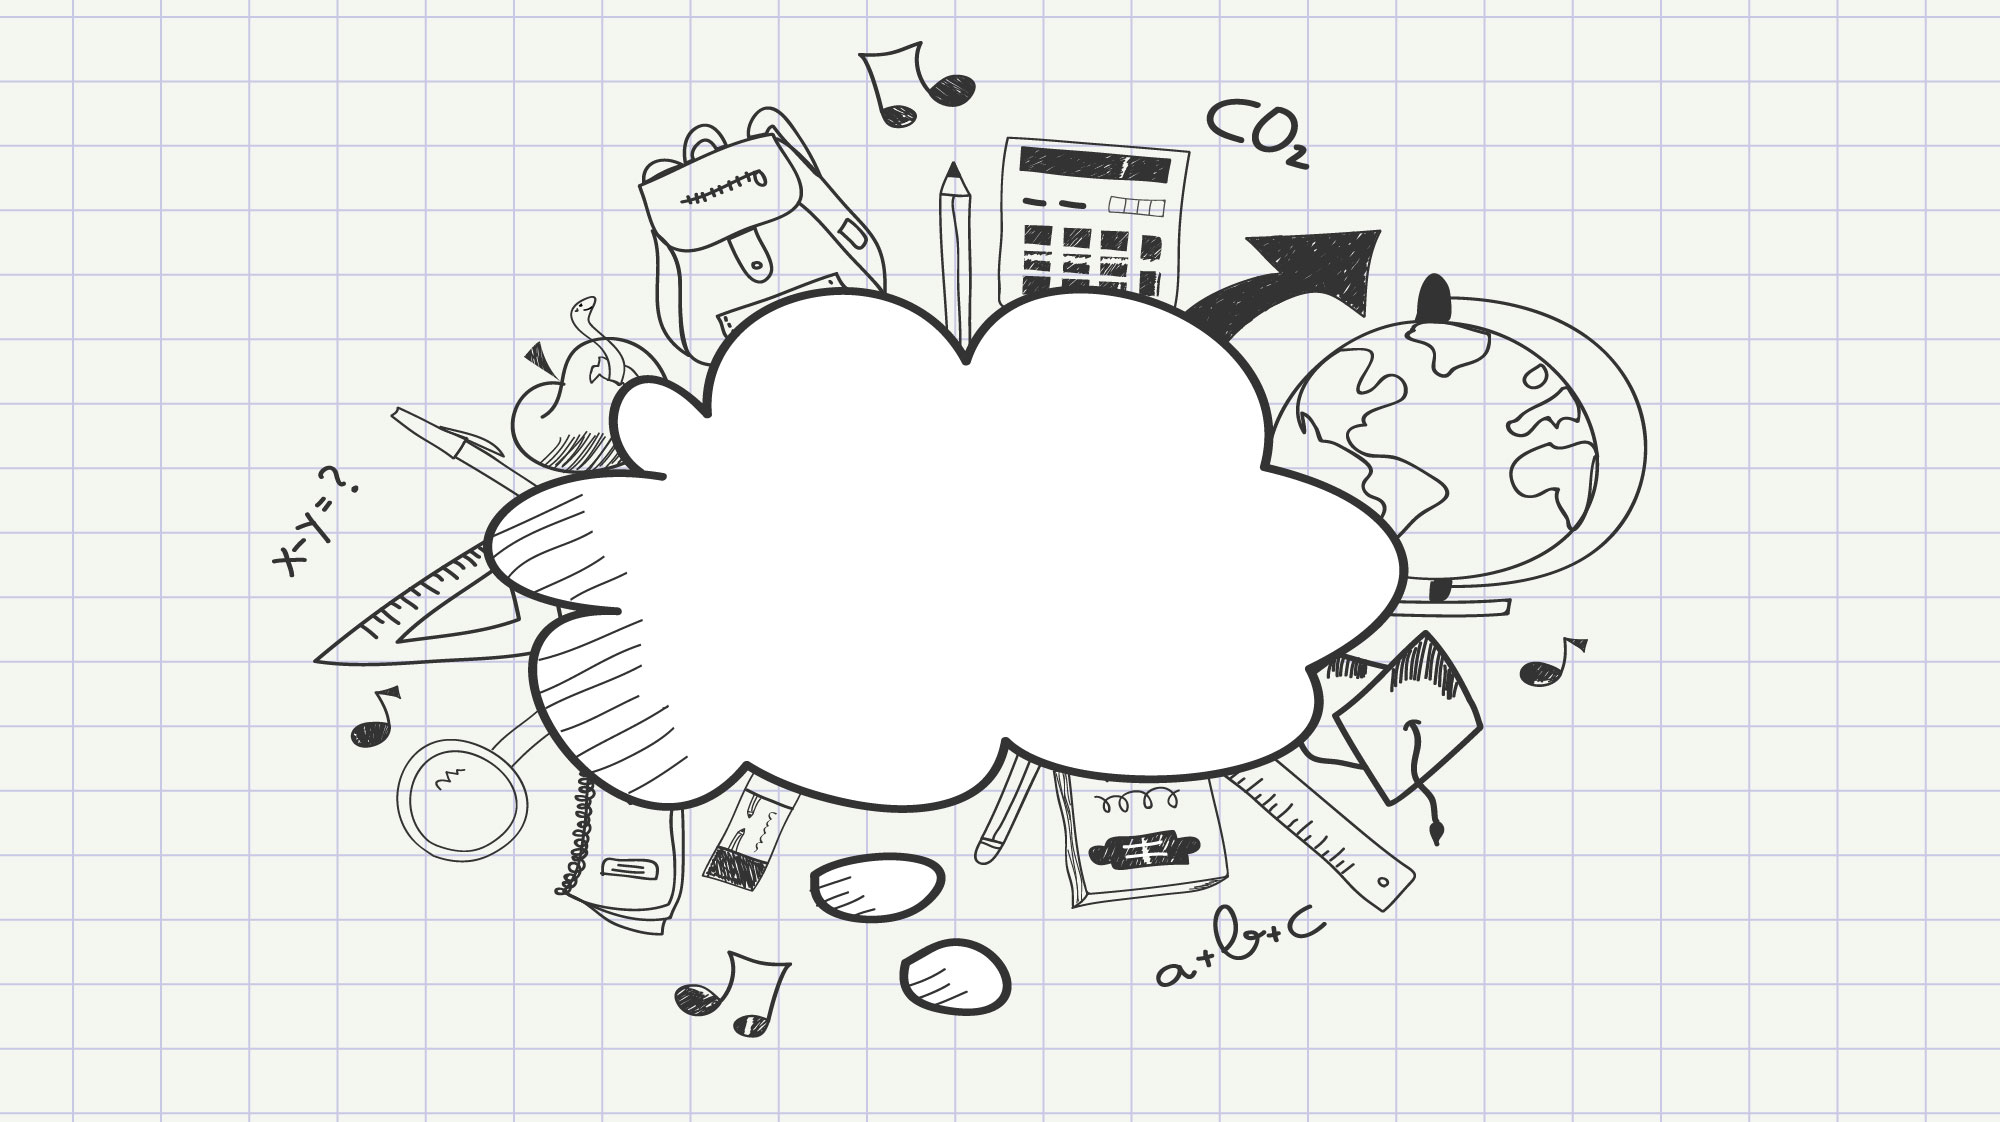 CO₂
x-y=?
a+b+c